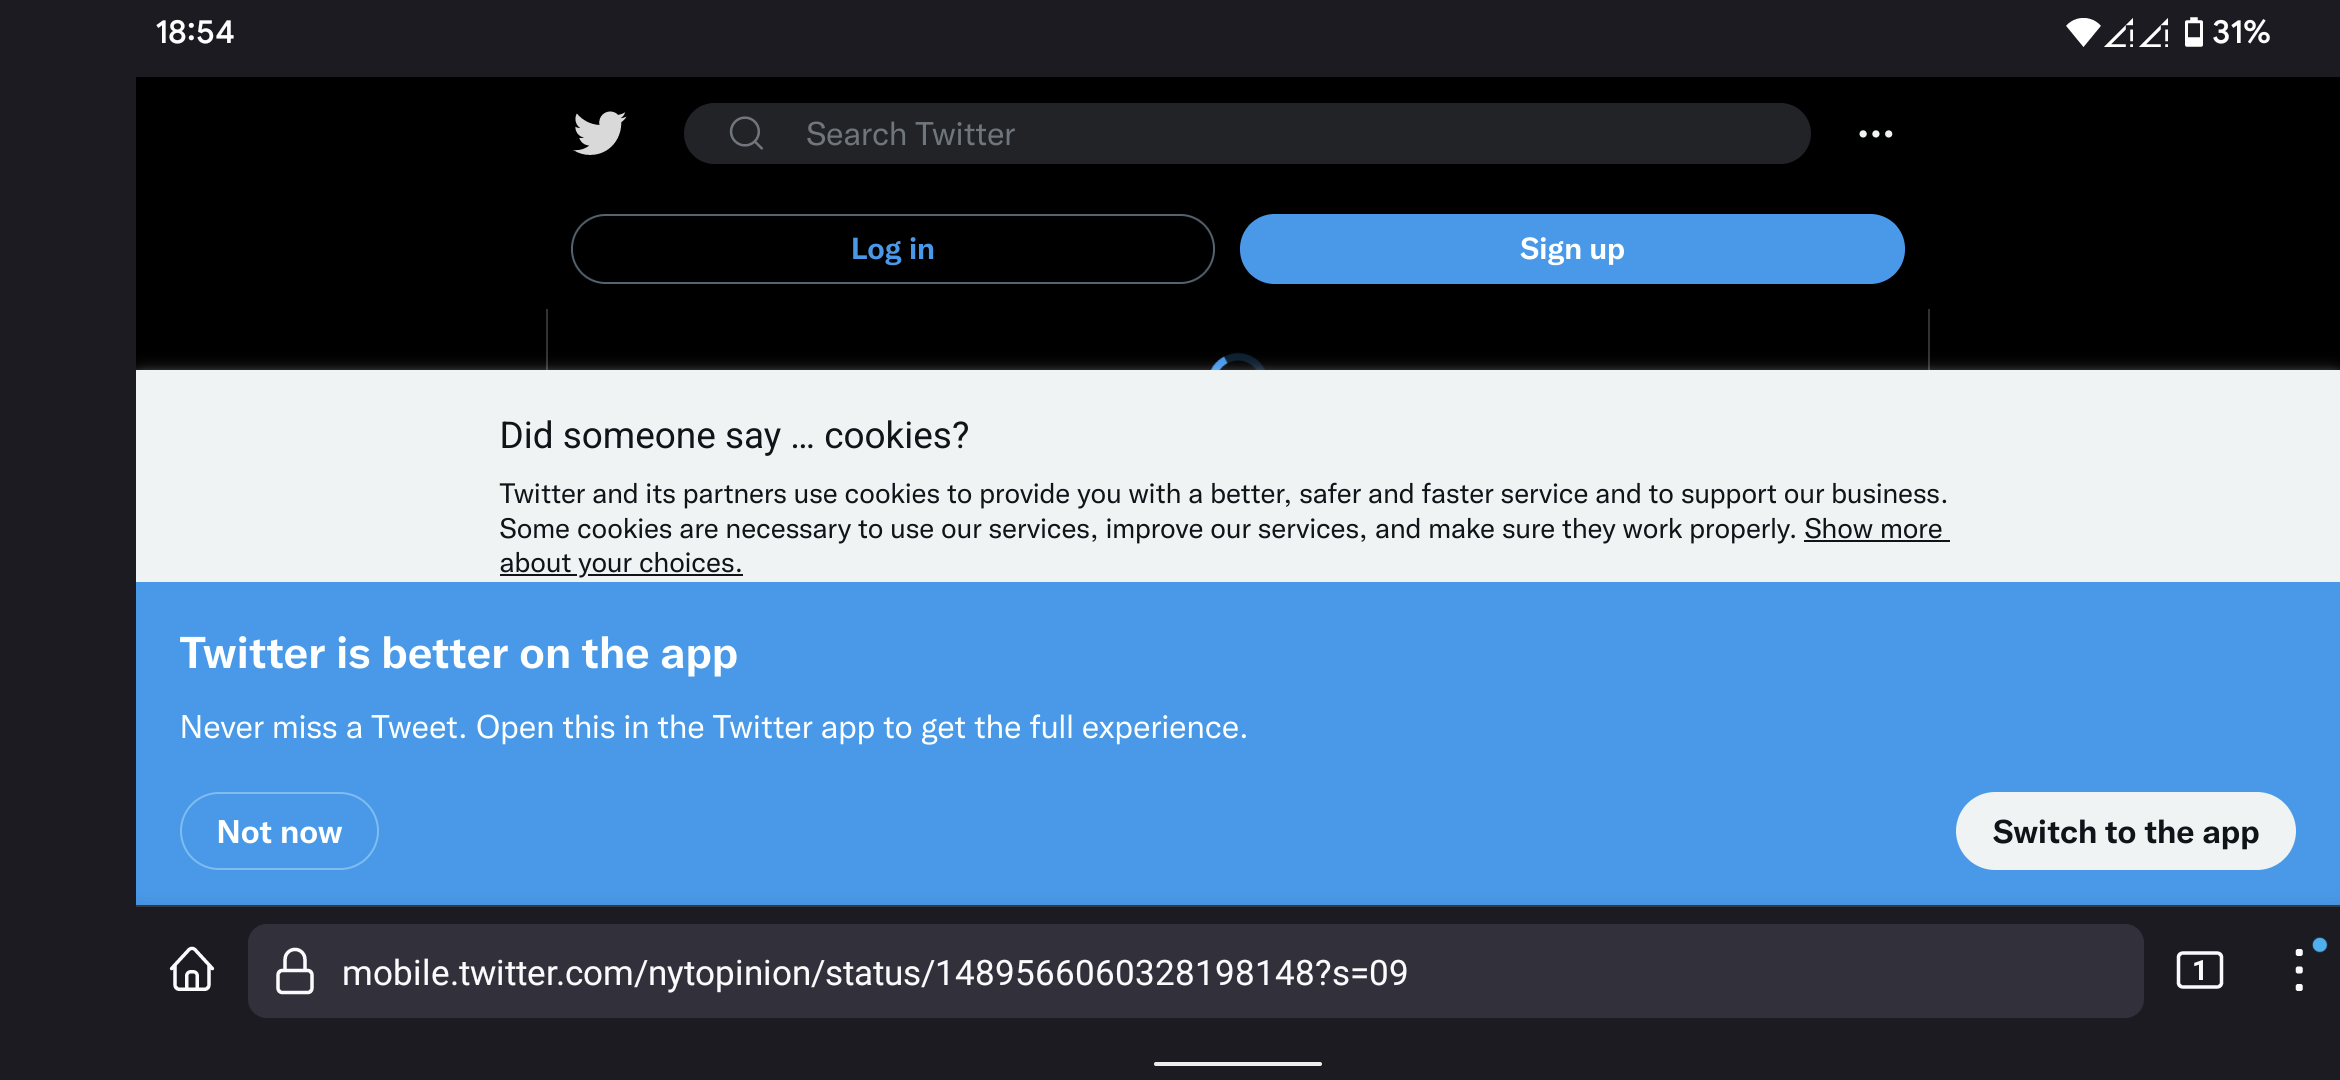 18:54
31%
Search Twitter
Log in
Sign up
Did someone say … cookies?
Twitter and its partners use cookies to provide you with a better, safer and faster service and to support our business.
Some cookies are necessary to use our services, improve our services, and make sure they work properly. Show more
about your choices.
Twitter is better on the app
Never miss a Tweet. Open this in the Twitter app to get the full experience.
Not now
Switch to the app
mobile.twitter.com/nytopinion/status/1489566060328198148?s=09
1